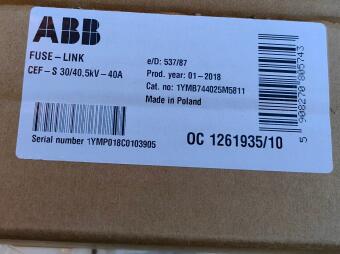 ABB
FUSE-LINK
CEF-S 30/40,5kV-40A
e/D: 537/87
Prod. year: 01-2018
Cat. no: 1YMB744025M5811
Made in Poland
Serial number 1YMP018C0103905
OC 1261935/10
5 908270 805743